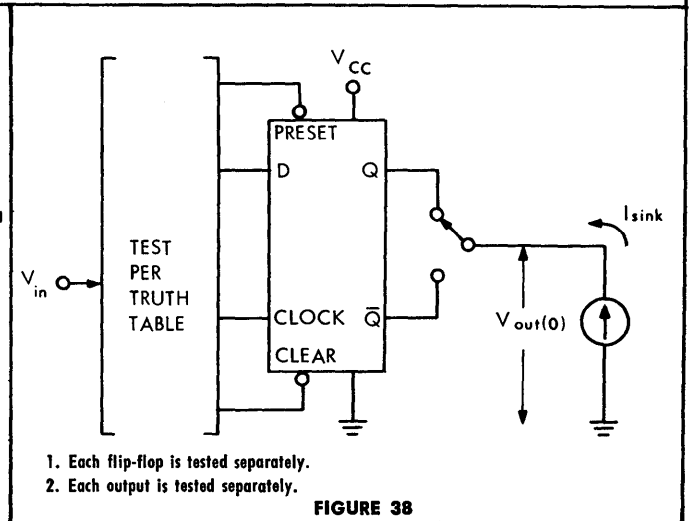 V CC
PRESET
D Q
I sink
TEST
PER
TRUTH
TABLE
V in
V out(0)
CLOCK Q̅
CLEAR
1. Each flip-flop is tested separately.
2. Each output is tested separately.
FIGURE 38